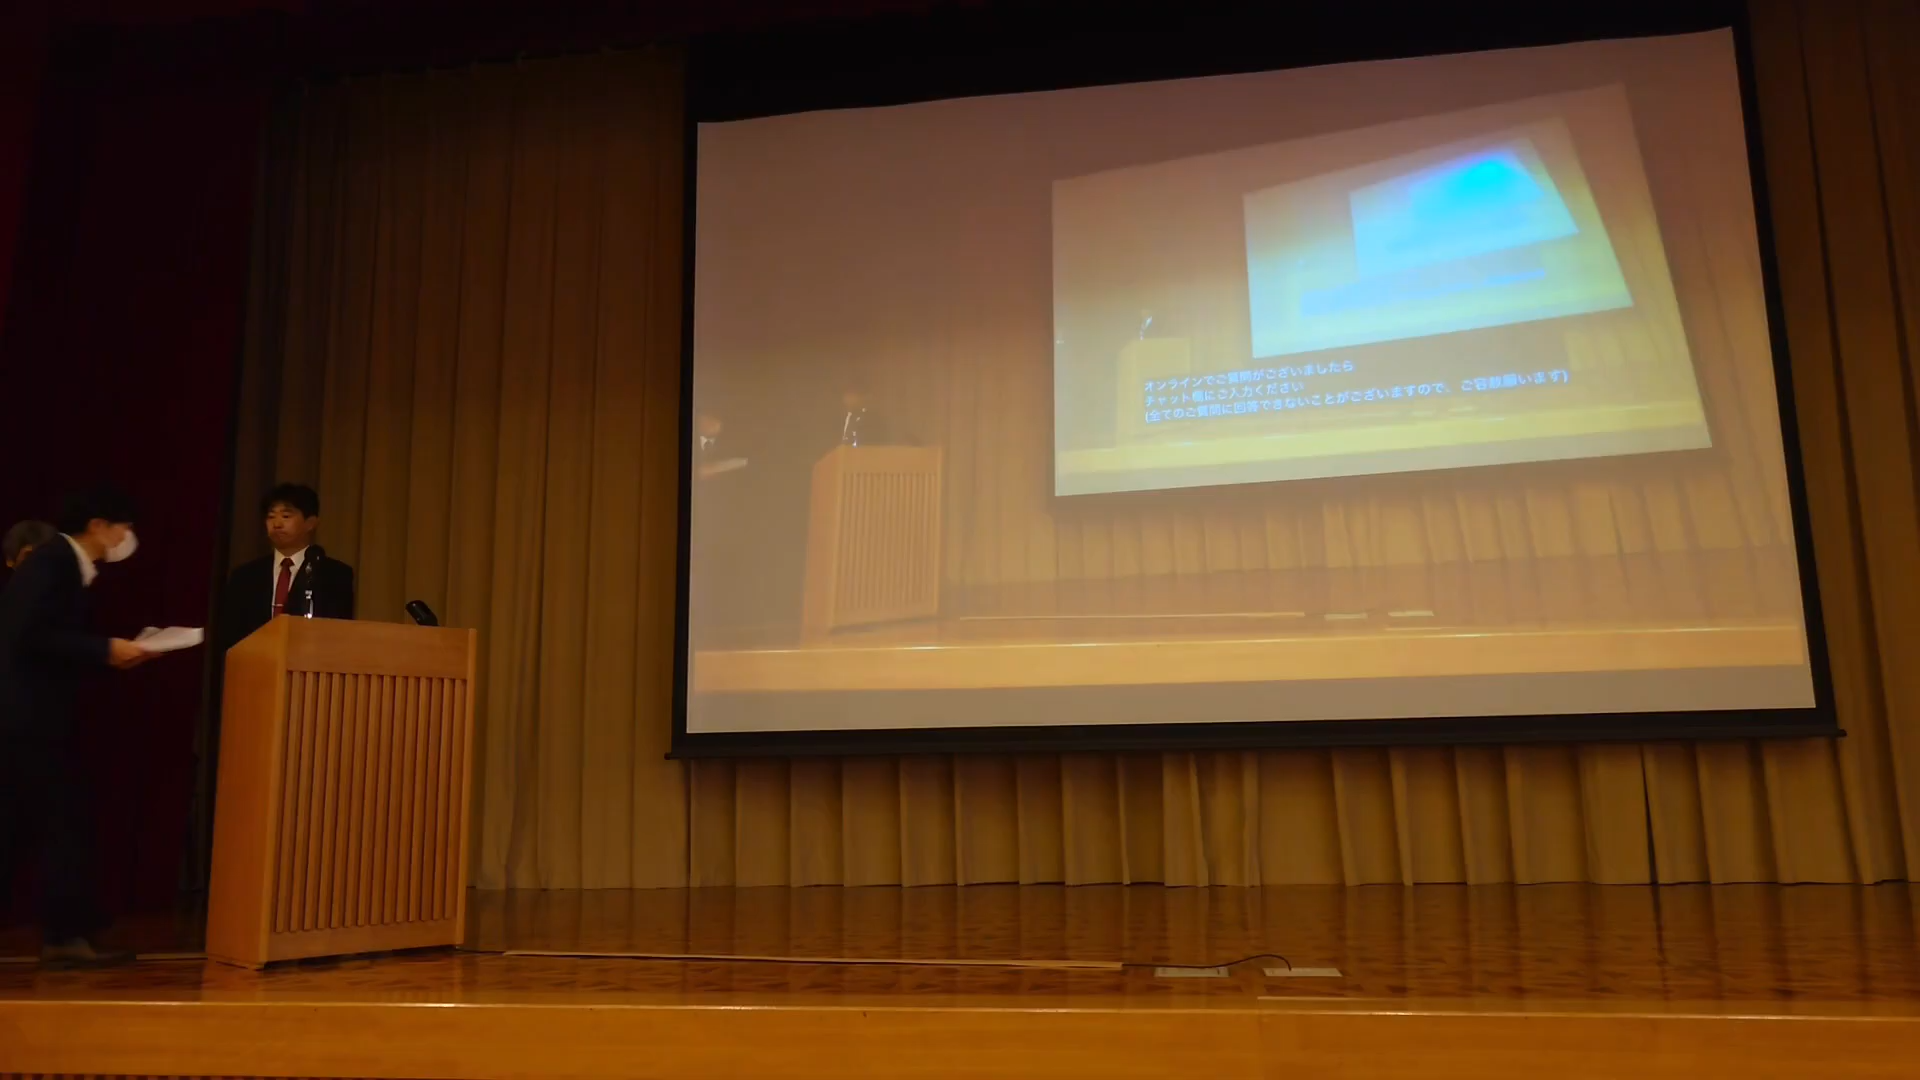 オンラインでご質問がございましたら
チャット欄にご入力ください
(全てのご質問に回答できないことがございますので、ご容赦願います)